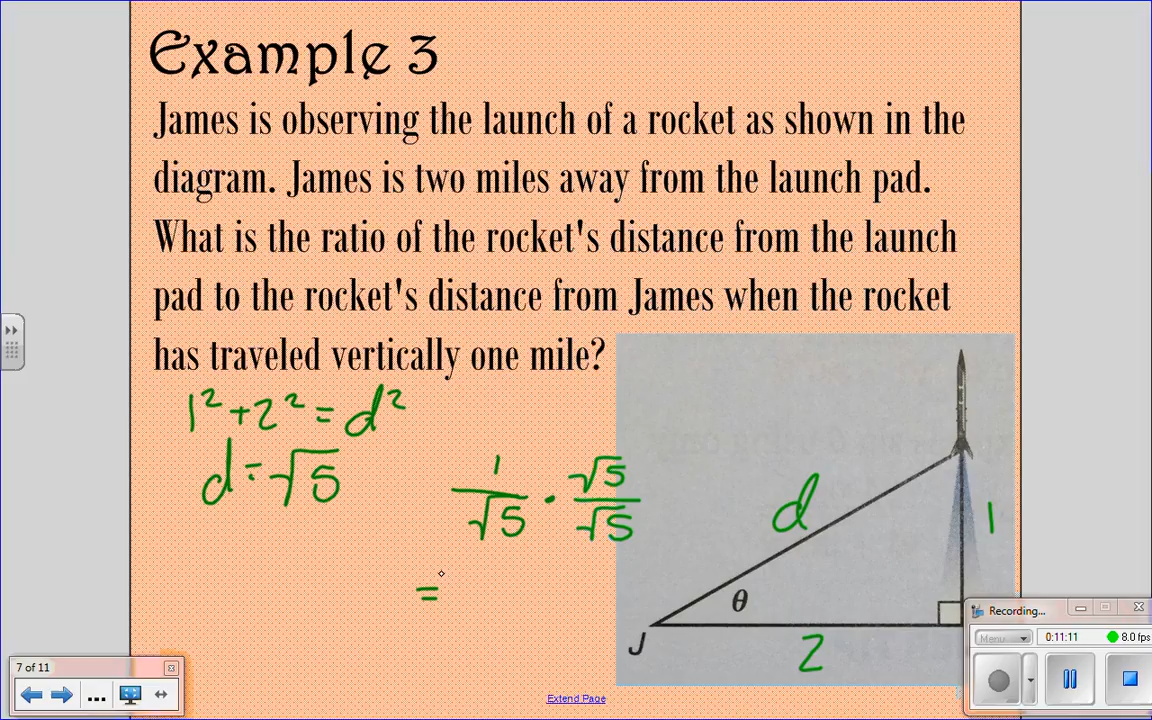 Example 3
James is observing the launch of a rocket as shown in the
diagram. James is two miles away from the launch pad.
What is the ratio of the rocket's distance from the launch
pad to the rocket's distance from James when the rocket
has traveled vertically one mile?
1² + 2² = d²
d = √5
1/√5 · √5/√5
=
d
1
θ
J
2
Recording...
Menu
0:11:11
8.0 fps
7 of 11
...
Extend Page